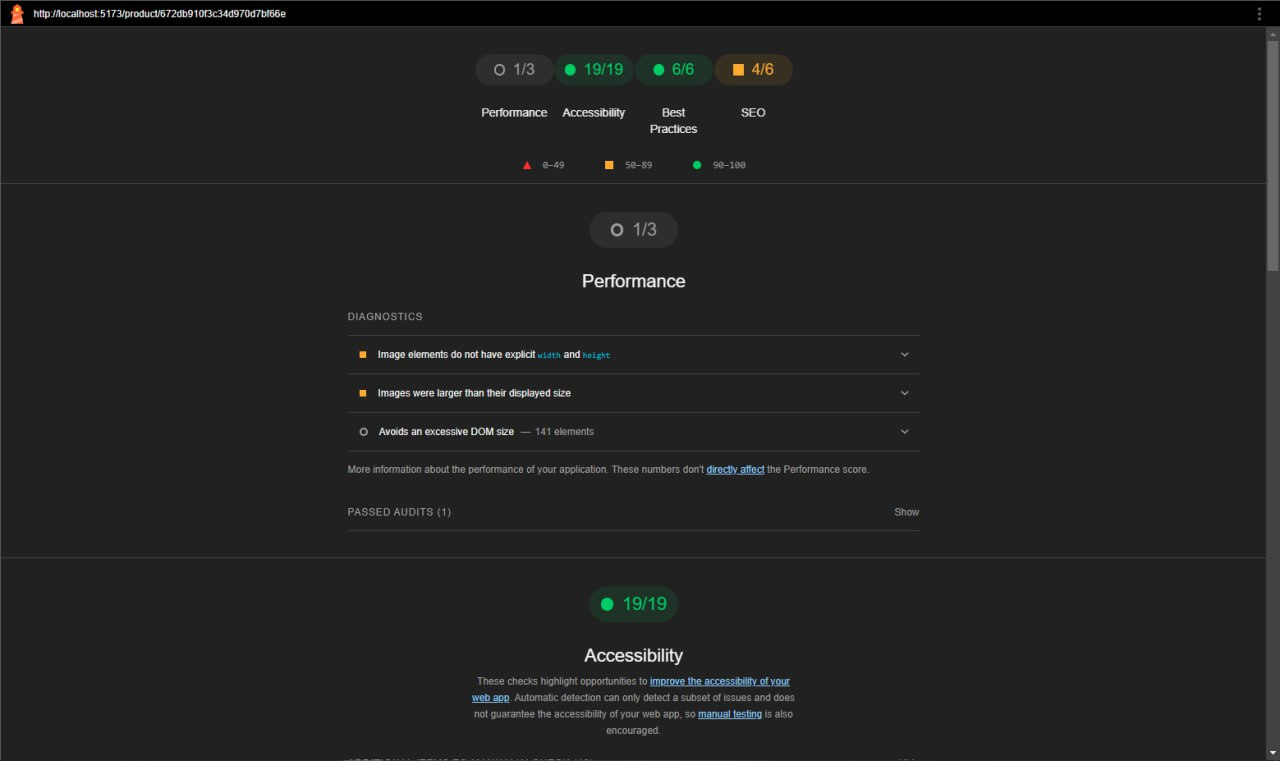 http://localhost:5173/product/672db910f3c34d970d7bf66e
1/3 19/19 6/6 4/6
Performance Accessibility Best Practices SEO
0–49 50–89 90–100
1/3
Performance
DIAGNOSTICS
Image elements do not have explicit width and height
Images were larger than their displayed size
Avoids an excessive DOM size — 141 elements
More information about the performance of your application. These numbers don't directly affect the Performance score.
PASSED AUDITS (1) Show
19/19
Accessibility
These checks highlight opportunities to improve the accessibility of your
web app. Automatic detection can only detect a subset of issues and does
not guarantee the accessibility of your web app, so manual testing is also
encouraged.